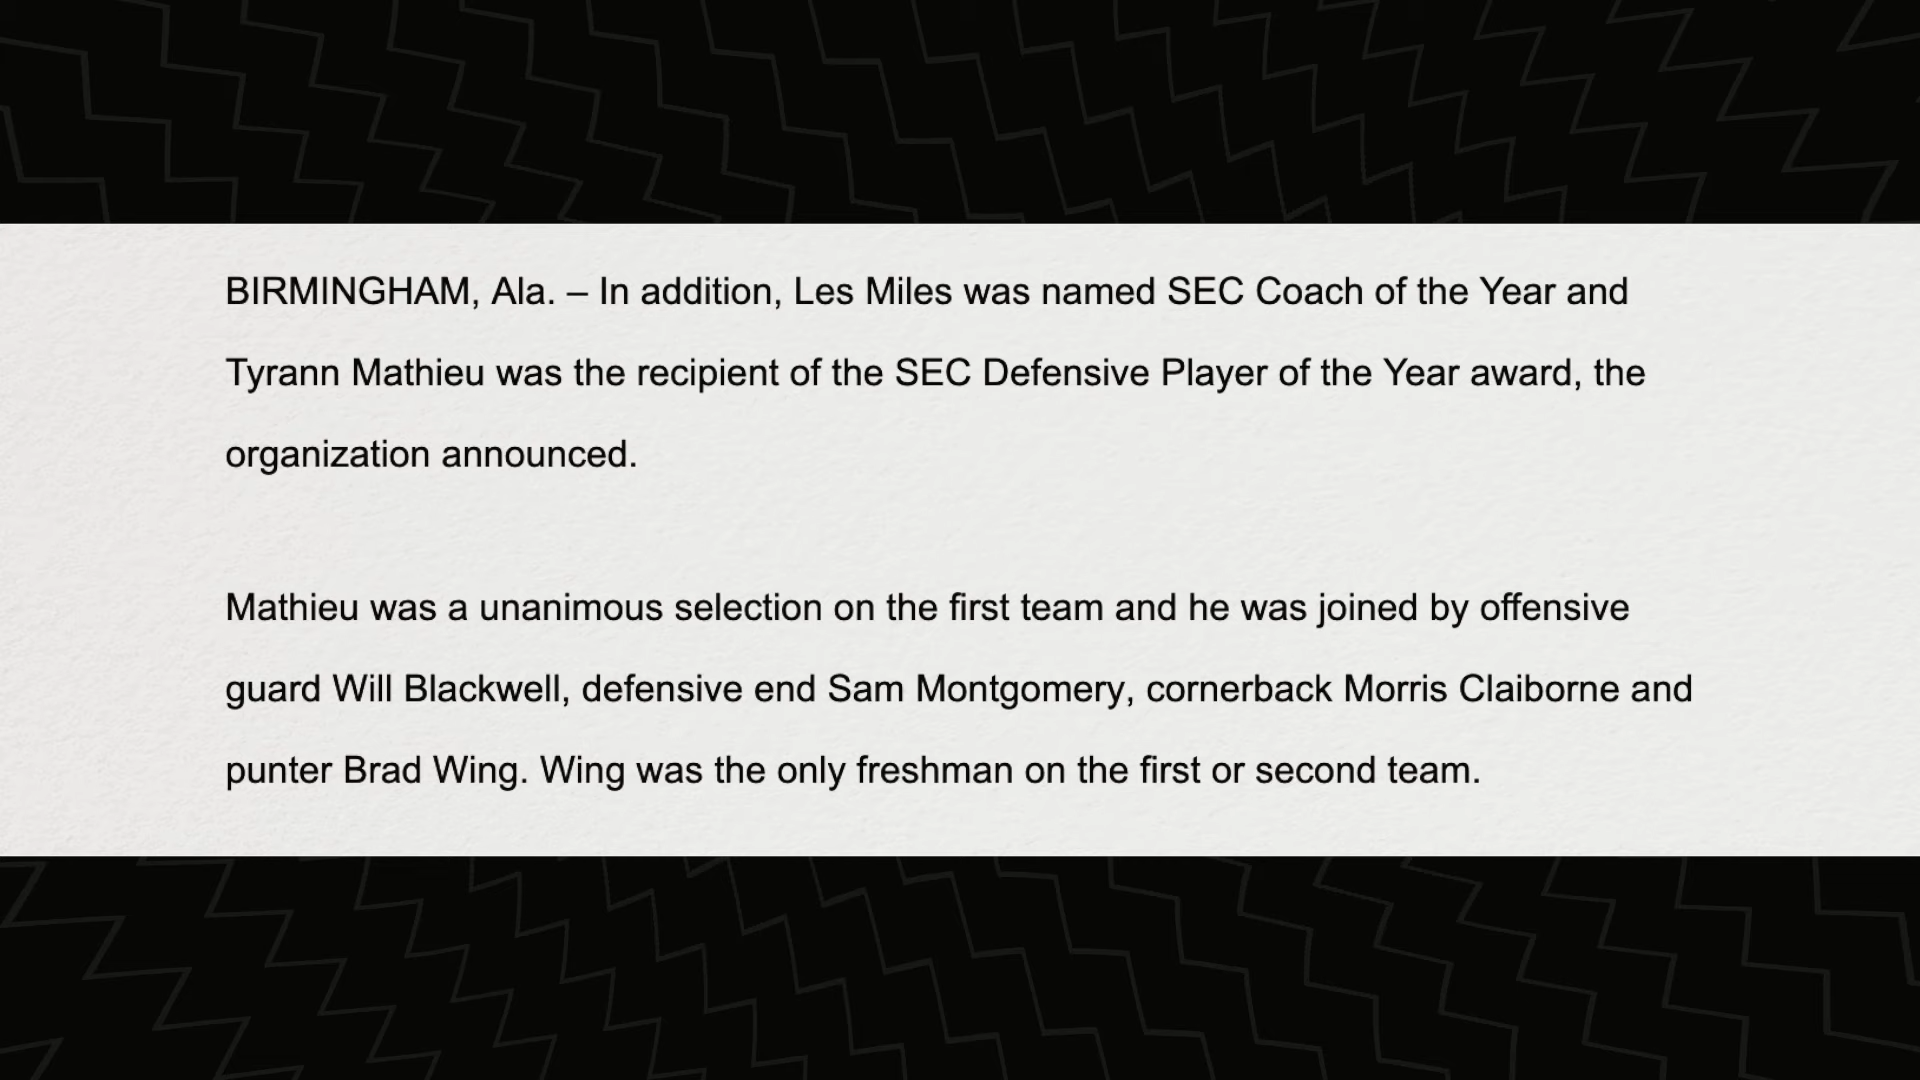 BIRMINGHAM, Ala. – In addition, Les Miles was named SEC Coach of the Year and
Tyrann Mathieu was the recipient of the SEC Defensive Player of the Year award, the
organization announced.
Mathieu was a unanimous selection on the first team and he was joined by offensive
guard Will Blackwell, defensive end Sam Montgomery, cornerback Morris Claiborne and
punter Brad Wing. Wing was the only freshman on the first or second team.